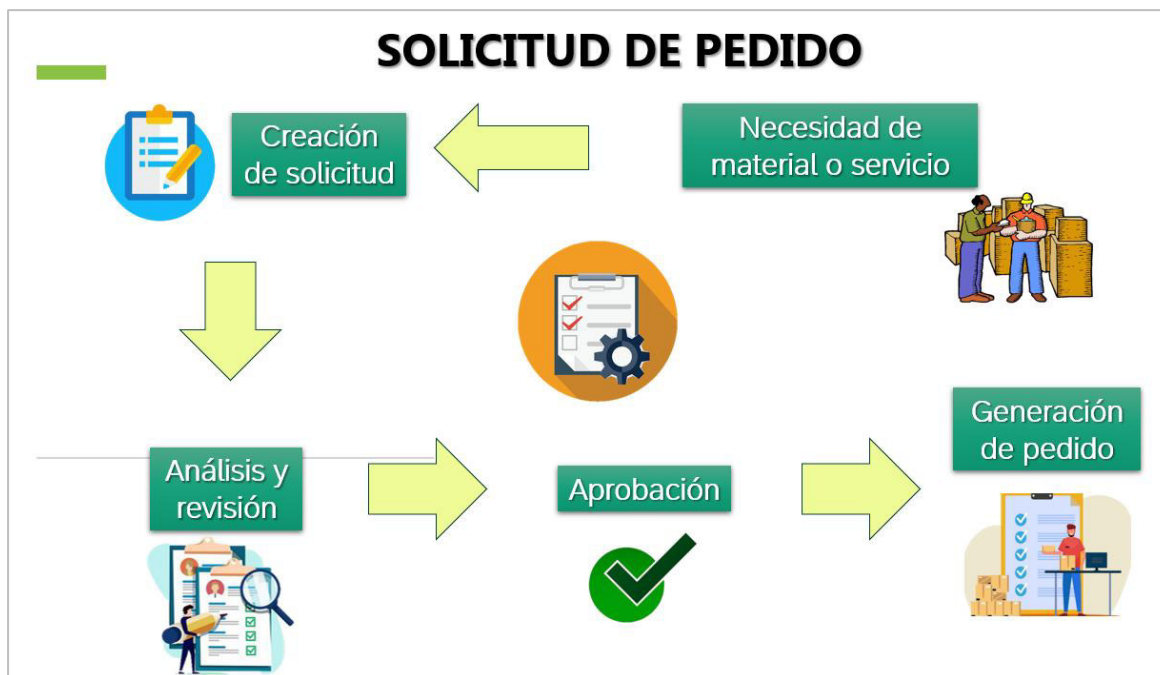 SOLICITUD DE PEDIDO
Creación
de solicitud
Necesidad de
material o servicio
Análisis y
revisión
Aprobación
Generación
de pedido